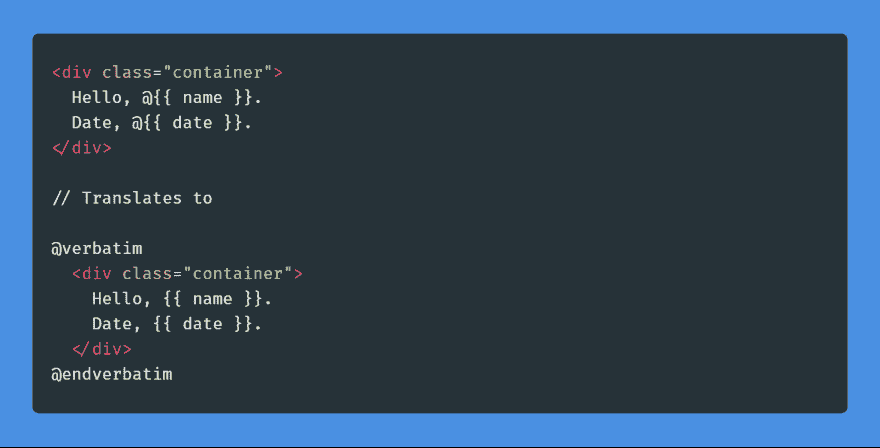 <div class="container">
  Hello, @{{ name }}.
  Date, @{{ date }}.
</div>

// Translates to

@verbatim
  <div class="container">
    Hello, {{ name }}.
    Date, {{ date }}.
  </div>
@endverbatim